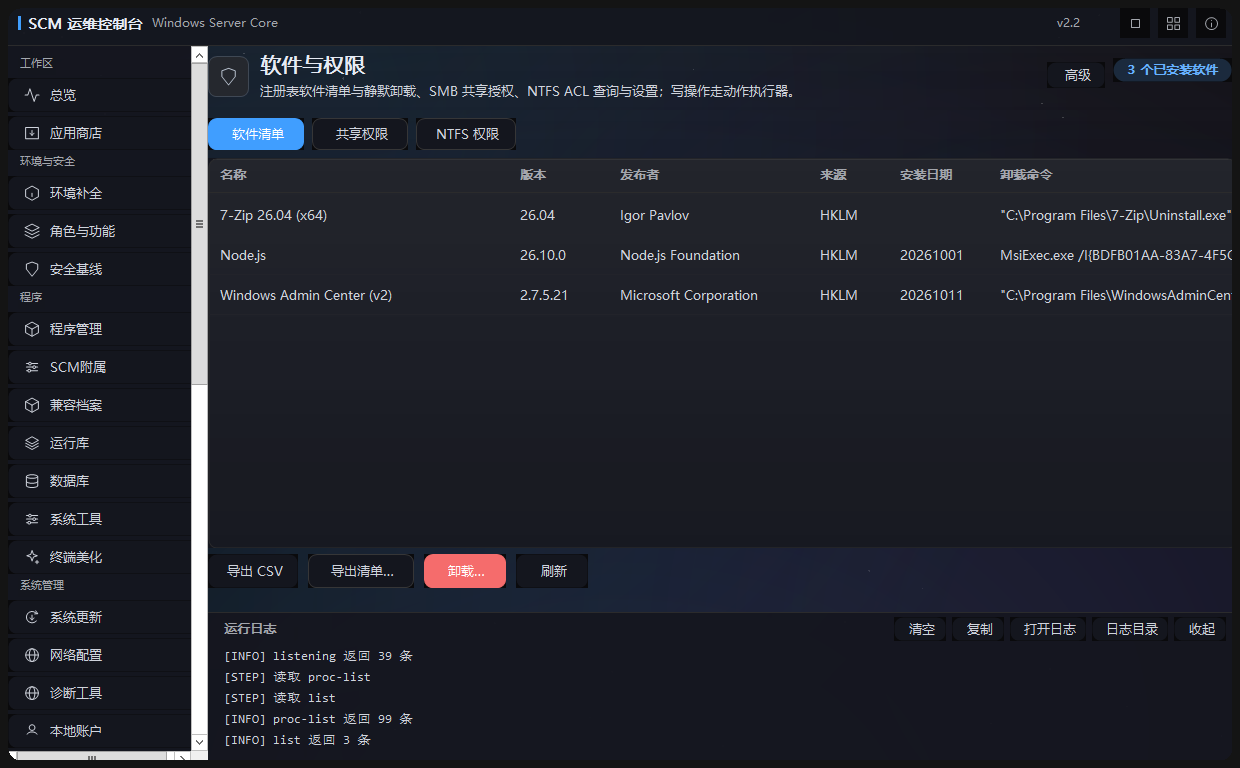 SCM 运维控制台 Windows Server Core v2.2
工作区
总览
应用商店
环境与安全
环境补全
角色与功能
安全基线
程序
程序管理
SCM附属
兼容档案
运行库
数据库
系统工具
终端美化
系统管理
系统更新
网络配置
诊断工具
本地账户
软件与权限
注册表软件清单与静默卸载、SMB 共享授权、NTFS ACL 查询与设置；写操作走动作执行器。
高级 3 个已安装软件
软件清单 共享权限 NTFS 权限
名称 版本 发布者 来源 安装日期 卸载命令
7-Zip 26.04 (x64) 26.04 Igor Pavlov HKLM "C:\Program Files\7-Zip\Uninstall.exe"
Node.js 26.10.0 Node.js Foundation HKLM 20261001 MsiExec.exe /I{BDFB01AA-83A7-4F5C
Windows Admin Center (v2) 2.7.5.21 Microsoft Corporation HKLM 20261011 "C:\Program Files\WindowsAdminCen
导出 CSV 导出清单... 卸载... 刷新
运行日志 清空 复制 打开日志 日志目录 收起
[INFO] listening 返回 39 条
[STEP] 读取 proc-list
[STEP] 读取 list
[INFO] proc-list 返回 99 条
[INFO] list 返回 3 条